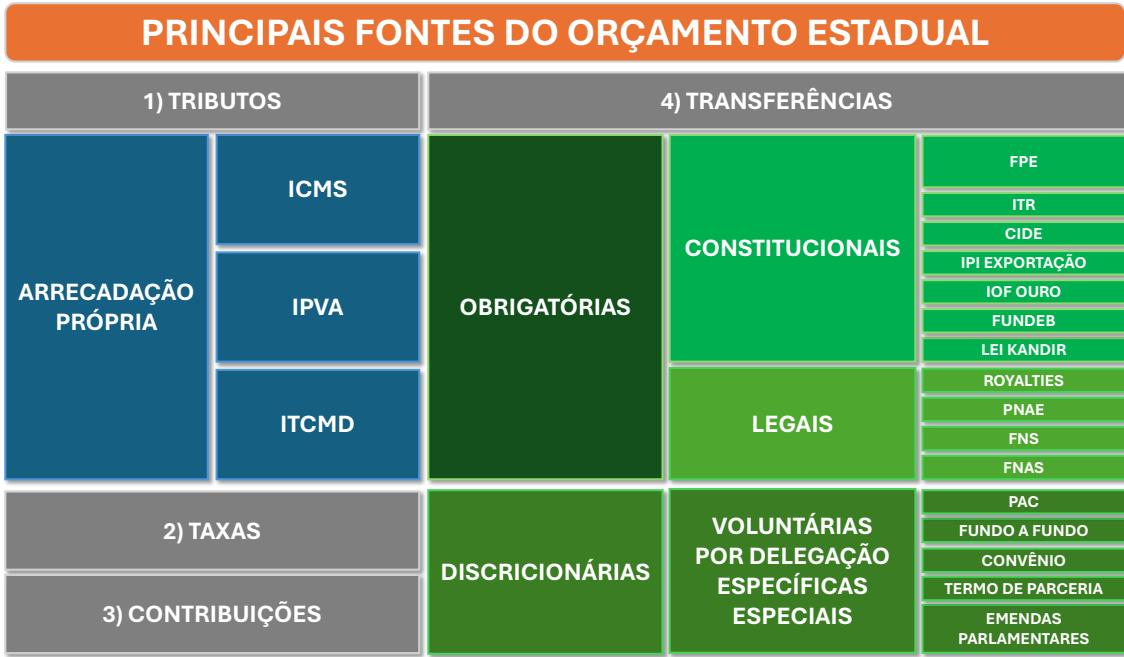 PRINCIPAIS FONTES DO ORÇAMENTO ESTADUAL
1) TRIBUTOS
ARRECADAÇÃO
PRÓPRIA
ICMS
IPVA
ITCMD
2) TAXAS
3) CONTRIBUIÇÕES
4) TRANSFERÊNCIAS
OBRIGATÓRIAS
CONSTITUCIONAIS
FPE
ITR
CIDE
IPI EXPORTAÇÃO
IOF OURO
FUNDEB
LEI KANDIR
LEGAIS
ROYALTIES
PNAE
FNS
FNAS
DISCRICIONÁRIAS
VOLUNTÁRIAS
POR DELEGAÇÃO
ESPECÍFICAS
ESPECIAIS
PAC
FUNDO A FUNDO
CONVÊNIO
TERMO DE PARCERIA
EMENDAS
PARLAMENTARES